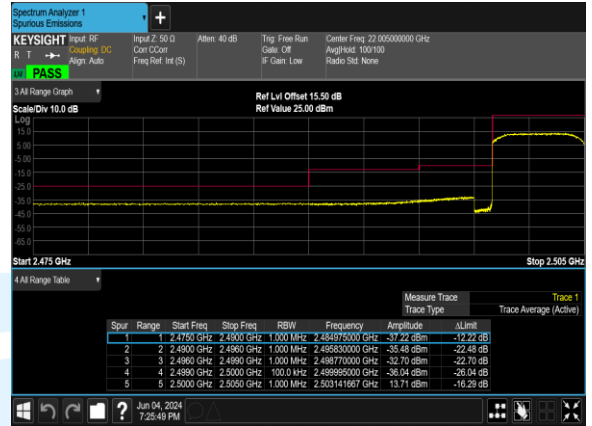 Spectrum Analyzer 1
Spurious Emissions
KEYSIGHT Input: RF Input Z: 50 Ω Atten: 40 dB Trig: Free Run Center Freq: 22.005000000 GHz
R T Coupling: DC Corr CCorr Gate: Off Avg|Hold: 100/100
Align: Auto Freq Ref: Int (S) IF Gain: Low Radio Std: None
PASS
3 All Range Graph
Ref Lvl Offset 15.50 dB
Scale/Div 10.0 dB Ref Value 25.00 dBm
Log
15.0
5.00
-5.00
-15.0
-25.0
-35.0
-45.0
-55.0
-65.0
Start 2.475 GHz Stop 2.505 GHz
4 All Range Table
Measure Trace Trace 1
Trace Type Trace Average (Active)
Spur Range Start Freq Stop Freq RBW Frequency Amplitude ΔLimit
1 1 2.4750 GHz 2.4900 GHz 1.000 MHz 2.484975000 GHz -37.22 dBm -12.22 dB
2 2 2.4900 GHz 2.4960 GHz 1.000 MHz 2.495830000 GHz -35.48 dBm -22.48 dB
3 3 2.4960 GHz 2.4990 GHz 1.000 MHz 2.498770000 GHz -32.70 dBm -22.70 dB
4 4 2.4990 GHz 2.5000 GHz 100.0 kHz 2.499995000 GHz -36.04 dBm -26.04 dB
5 5 2.5000 GHz 2.5050 GHz 1.000 MHz 2.503141667 GHz 13.71 dBm -16.29 dB
Jun 04, 2024
7:25:49 PM